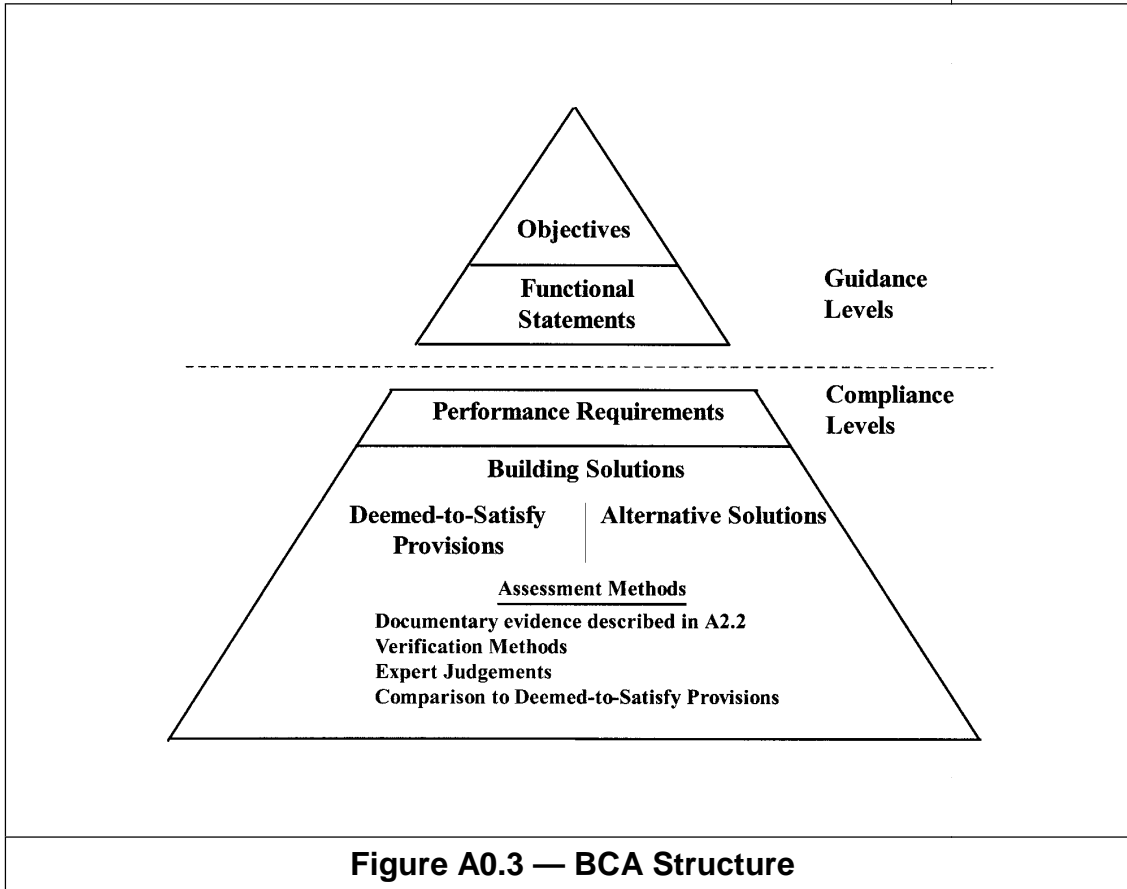 Objectives
Functional
Statements
Guidance
Levels
Compliance
Levels
Performance Requirements
Building Solutions
Deemed-to-Satisfy
Provisions
Alternative Solutions
Assessment Methods
Documentary evidence described in A2.2
Verification Methods
Expert Judgements
Comparison to Deemed-to-Satisfy Provisions
Figure A0.3 — BCA Structure